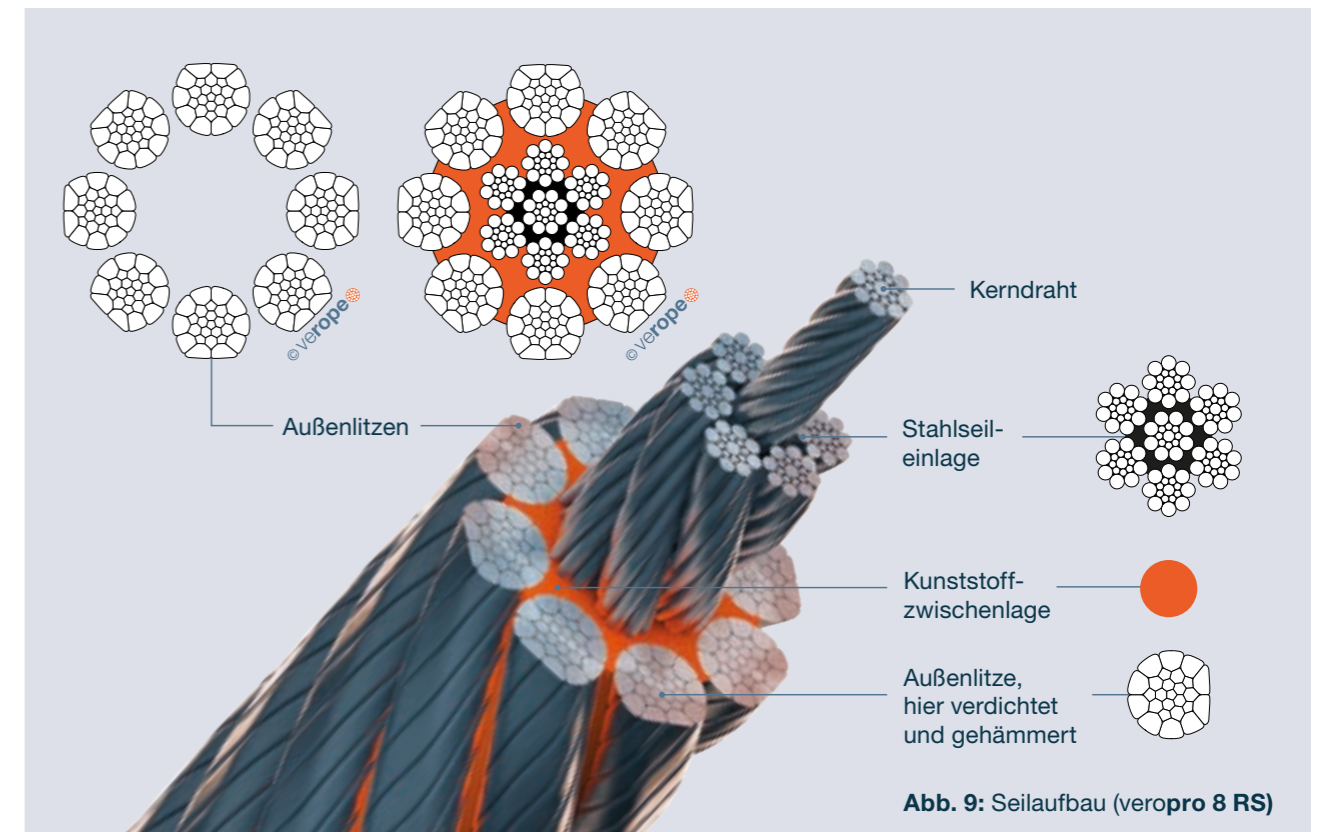 © verope
© verope
Kerndraht
Außenlitzen
Stahlseil-
einlage
Kunststoff-
zwischenlage
Außenlitze,
hier verdichtet
und gehämmert
Abb. 9: Seilaufbau (veropro 8 RS)